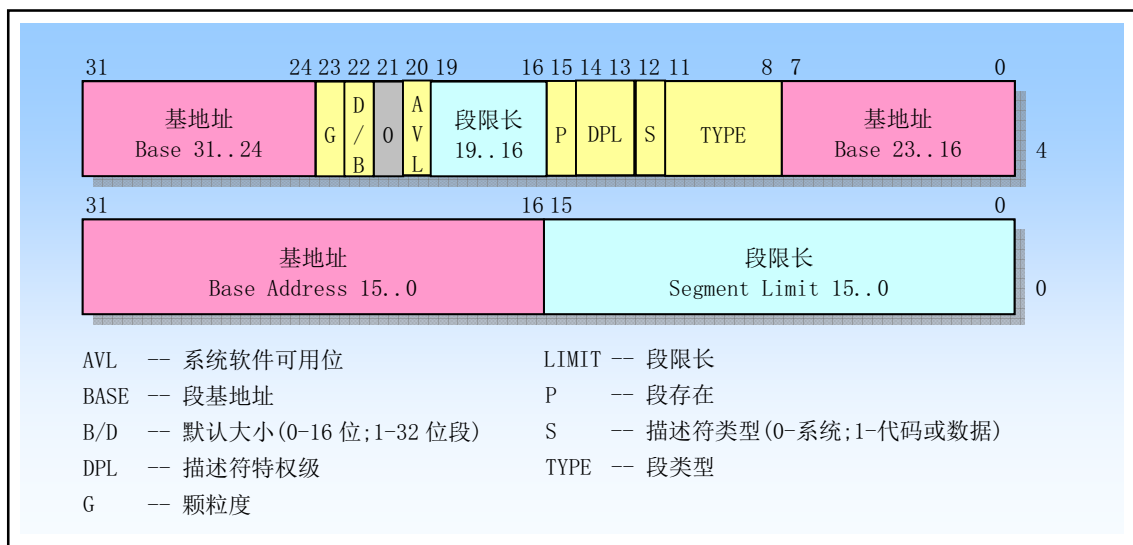 31 24 23 22 21 20 19 16 15 14 13 12 11 8 7 0
基地址 Base 31..24 G D/B 0 AVL 段限长 19..16 P DPL S TYPE 基地址 Base 23..16 4
31 16 15 0
基地址 段限长
Base Address 15..0 Segment Limit 15..0 0
AVL -- 系统软件可用位 LIMIT -- 段限长
BASE -- 段基地址 P -- 段存在
B/D -- 默认大小(0-16 位;1-32 位段) S -- 描述符类型(0-系统;1-代码或数据)
DPL -- 描述符特权级 TYPE -- 段类型
G -- 颗粒度